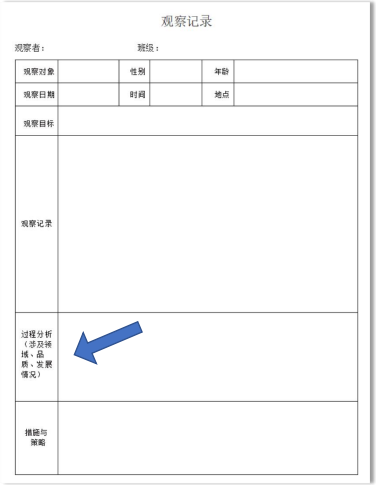 观察记录
观察者： 班级：
观察对象 性别 年龄
观察日期 时间 地点
观察目标
观察记录
过程分析
（涉及领
域、品
质、发展
情况）
措施与
策略